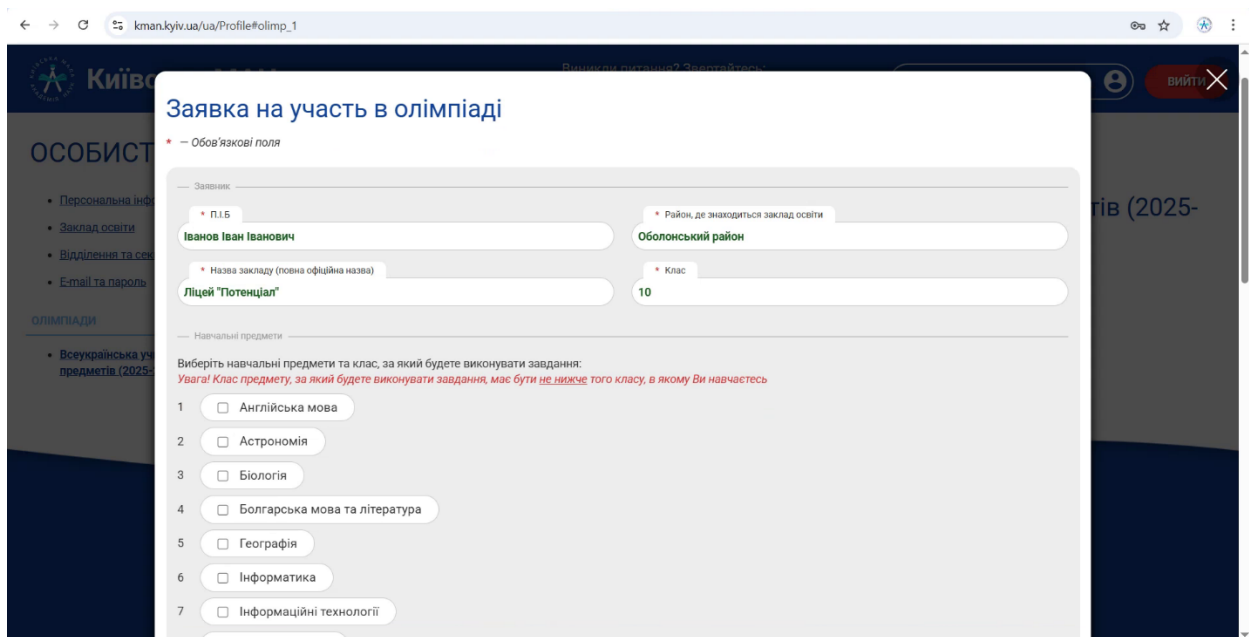 kman.kyiv.ua/ua/Profile#olimp_1
Київс
Виникли питання? Звертайтесь:
ВИЙТИ
Заявка на участь в олімпіаді
* — Обов'язкові поля
ОСОБИСТ
Персональна інфо
Заклад освіти
Відділення та сек
E-mail та пароль
ОЛІМПІАДИ
Всеукраїнська уч
предметів (2025-
тів (2025-
Заявник
* П.І.Б
Іванов Іван Іванович
* Район, де знаходиться заклад освіти
Оболонський район
* Назва закладу (повна офіційна назва)
Ліцей "Потенціал"
* Клас
10
Навчальні предмети
Виберіть навчальні предмети та клас, за який будете виконувати завдання:
Увага! Клас предмету, за який будете виконувати завдання, має бути не нижче того класу, в якому Ви навчаєтесь
1 Англійська мова
2 Астрономія
3 Біологія
4 Болгарська мова та література
5 Географія
6 Інформатика
7 Інформаційні технології